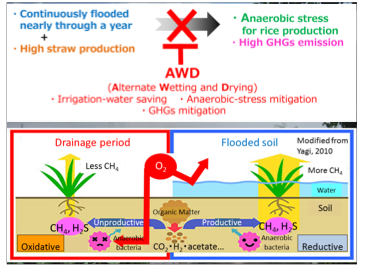 ・Continuously flooded
nearly through a year
+
・High straw production
・Anaerobic stress
for rice production
・High GHGs emission
AWD
(Alternate Wetting and Drying)
・Irrigation-water saving ・Anaerobic-stress mitigation
・GHGs mitigation
Drainage period
Flooded soil
Modified from
Yagi, 2010
Less CH4
O2
More CH4
Water
Soil
CH4, H2S
Unproductive
Organic Matter
Productive
CH4, H2S
Oxidative
Anaerobic
bacteria
CO2・H2・acetate...
Anaerobic
bacteria
Reductive